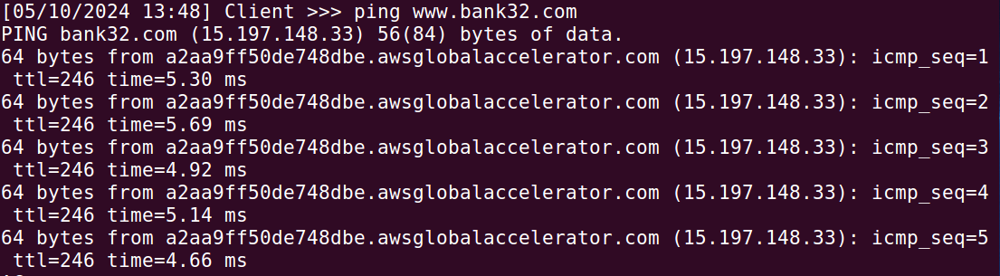 [05/10/2024 13:48] Client >>> ping www.bank32.com
PING bank32.com (15.197.148.33) 56(84) bytes of data.
64 bytes from a2aa9ff50de748dbe.awsglobalaccelerator.com (15.197.148.33): icmp_seq=1
 ttl=246 time=5.30 ms
64 bytes from a2aa9ff50de748dbe.awsglobalaccelerator.com (15.197.148.33): icmp_seq=2
 ttl=246 time=5.69 ms
64 bytes from a2aa9ff50de748dbe.awsglobalaccelerator.com (15.197.148.33): icmp_seq=3
 ttl=246 time=4.92 ms
64 bytes from a2aa9ff50de748dbe.awsglobalaccelerator.com (15.197.148.33): icmp_seq=4
 ttl=246 time=5.14 ms
64 bytes from a2aa9ff50de748dbe.awsglobalaccelerator.com (15.197.148.33): icmp_seq=5
 ttl=246 time=4.66 ms